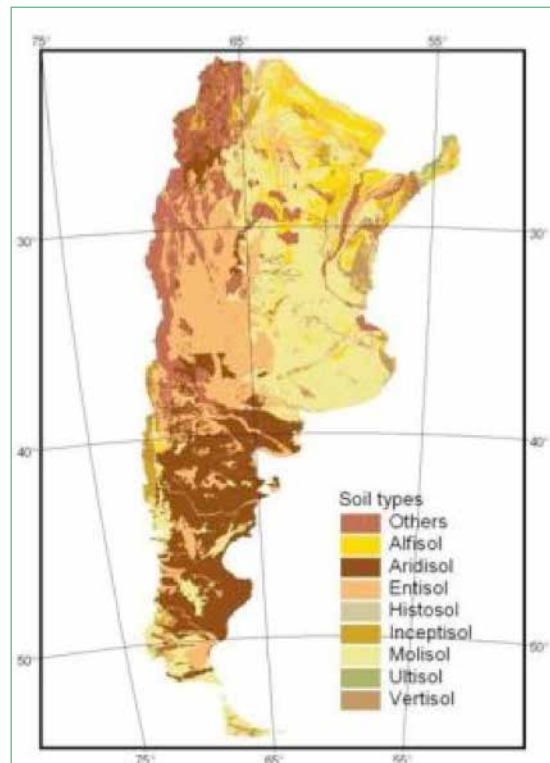 75°
65°
55°
30°
30°
40°
40°
Soil types
Others
Alfisol
Aridisol
Entisol
Histosol
Inceptisol
Molisol
Ultisol
Vertisol
50°
50°
75°
65°
55°